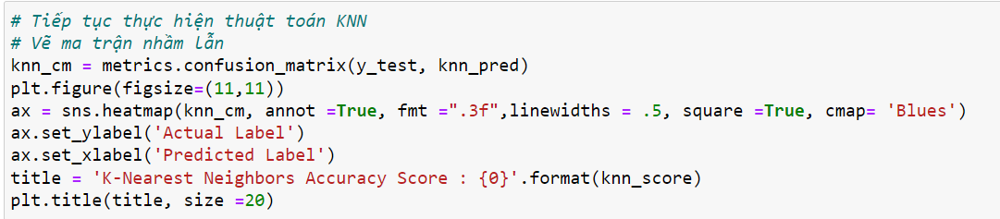 # Tiếp tục thực hiện thuật toán KNN
# Vẽ ma trận nhầm lẫn
knn_cm = metrics.confusion_matrix(y_test, knn_pred)
plt.figure(figsize=(11,11))
ax = sns.heatmap(knn_cm, annot =True, fmt =".3f",linewidths = .5, square =True, cmap= 'Blues')
ax.set_ylabel('Actual Label')
ax.set_xlabel('Predicted Label')
title = 'K-Nearest Neighbors Accuracy Score : {0}'.format(knn_score)
plt.title(title, size =20)